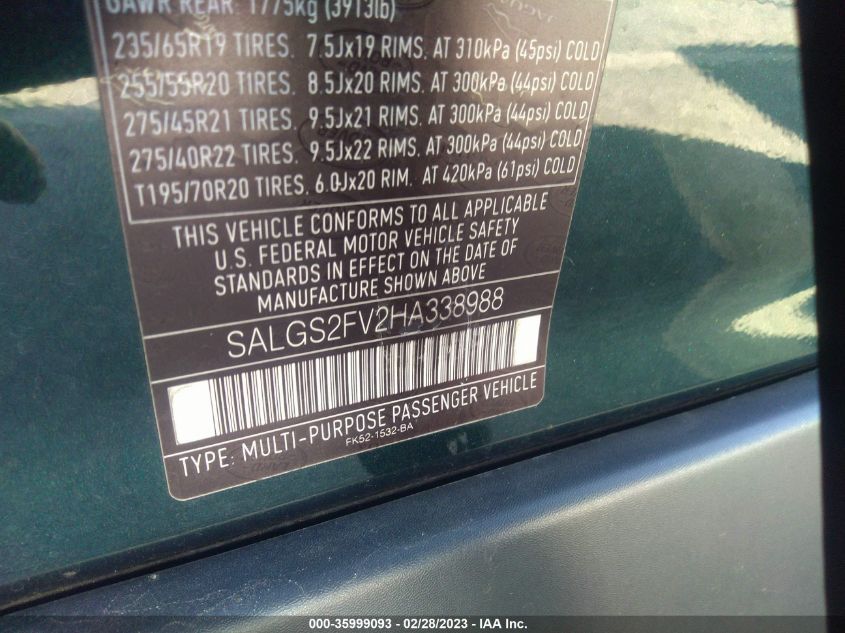 GAWR REAR. 1775kg (3913lb)
235/65R19 TIRES. 7.5Jx19 RIMS. AT 310kPa (45psi) COLD
255/55R20 TIRES. 8.5Jx20 RIMS. AT 300kPa (44psi) COLD
275/45R21 TIRES. 9.5Jx21 RIMS. AT 300kPa (44psi) COLD
275/40R22 TIRES. 9.5Jx22 RIMS. AT 300kPa (44psi) COLD
T195/70R20 TIRES. 6.0Jx20 RIM. AT 420kPa (61psi) COLD
THIS VEHICLE CONFORMS TO ALL APPLICABLE
U.S. FEDERAL MOTOR VEHICLE SAFETY
STANDARDS IN EFFECT ON THE DATE OF
MANUFACTURE SHOWN ABOVE
SALGS2FV2HA338988
TYPE: MULTI-PURPOSE PASSENGER VEHICLE
FK52-1532-BA
000-35999093 - 02/28/2023 - IAA Inc.